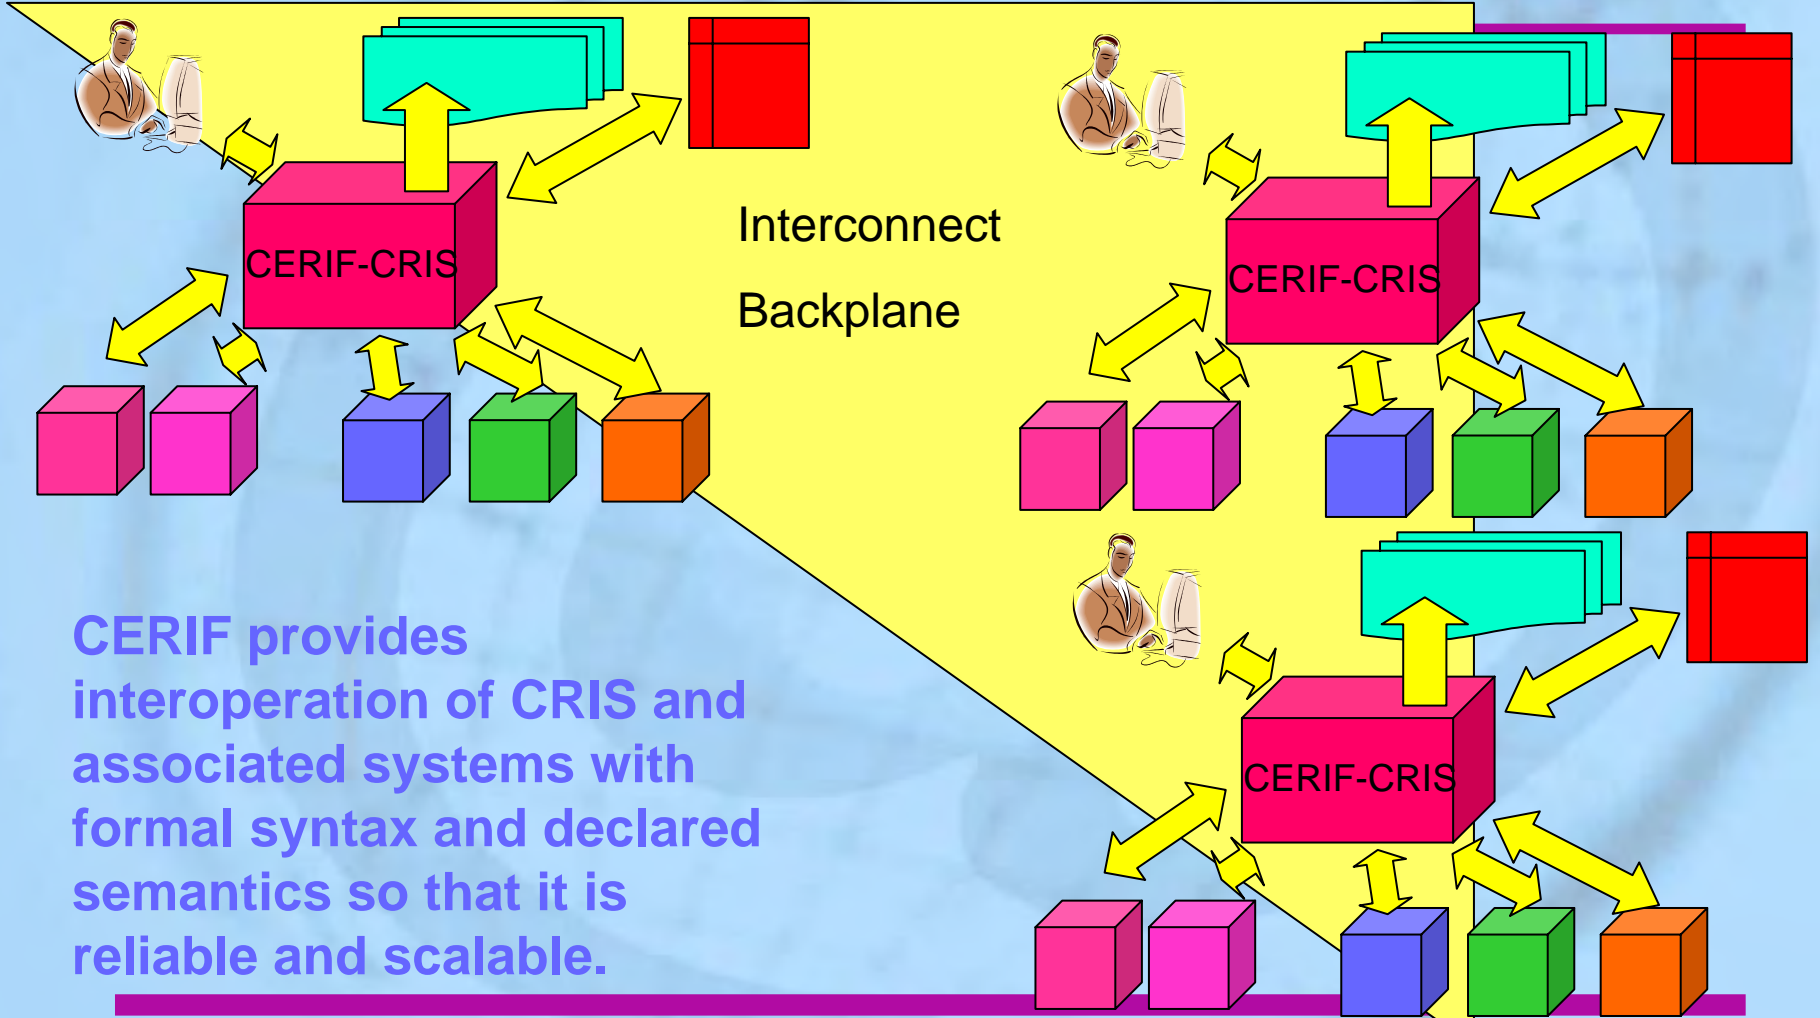 CERIF-CRIS
Interconnect
Backplane
CERIF-CRIS
CERIF provides
interoperation of CRIS and
associated systems with
formal syntax and declared
semantics so that it is
reliable and scalable.
CERIF-CRIS